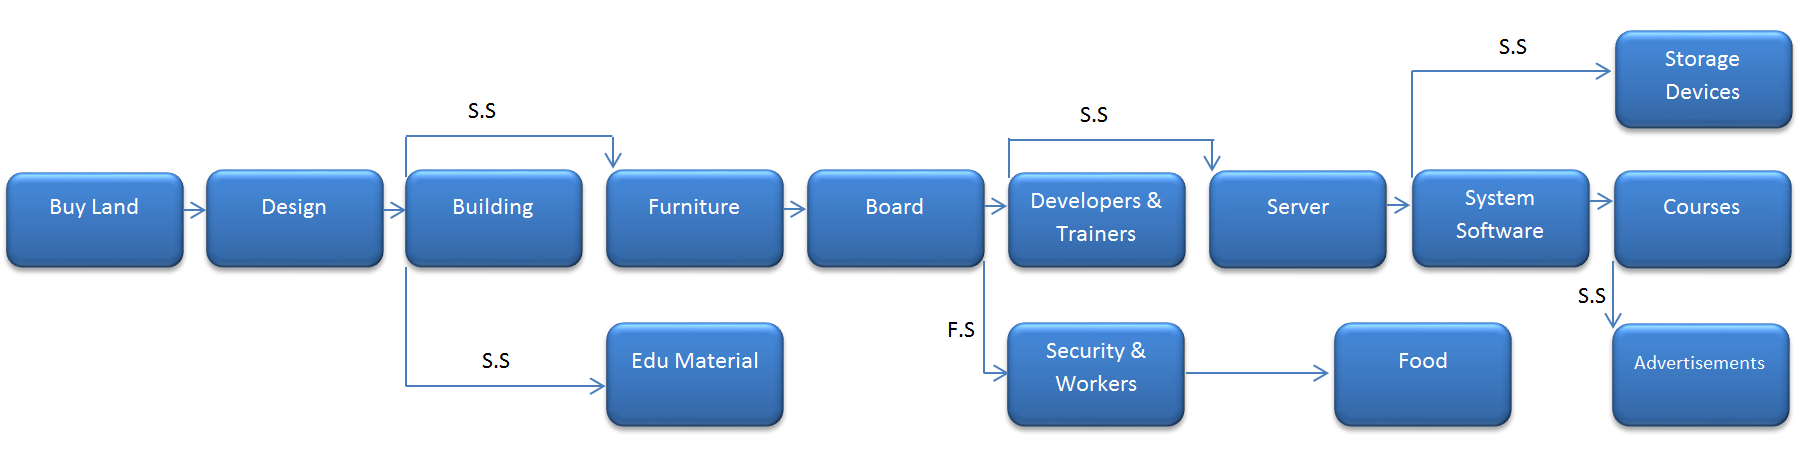 S.S
Storage
Devices
S.S
S.S
Buy Land
Design
Building
Furniture
Board
Developers &
Trainers
Server
System
Software
Courses
S.S
F.S
S.S
Edu Material
Security &
Workers
Food
Advertisements